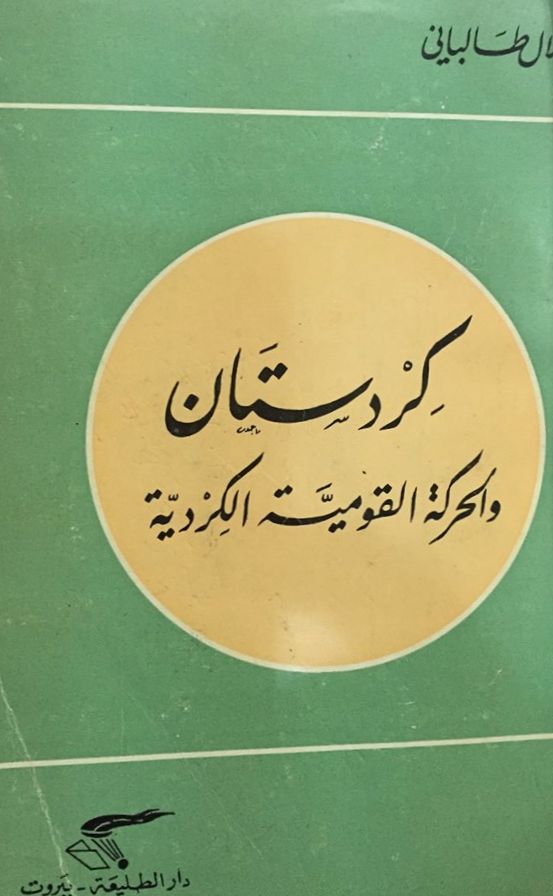 طالباني
كردستان
والحركة القومية الكردية
دار الطليعة - بيروت